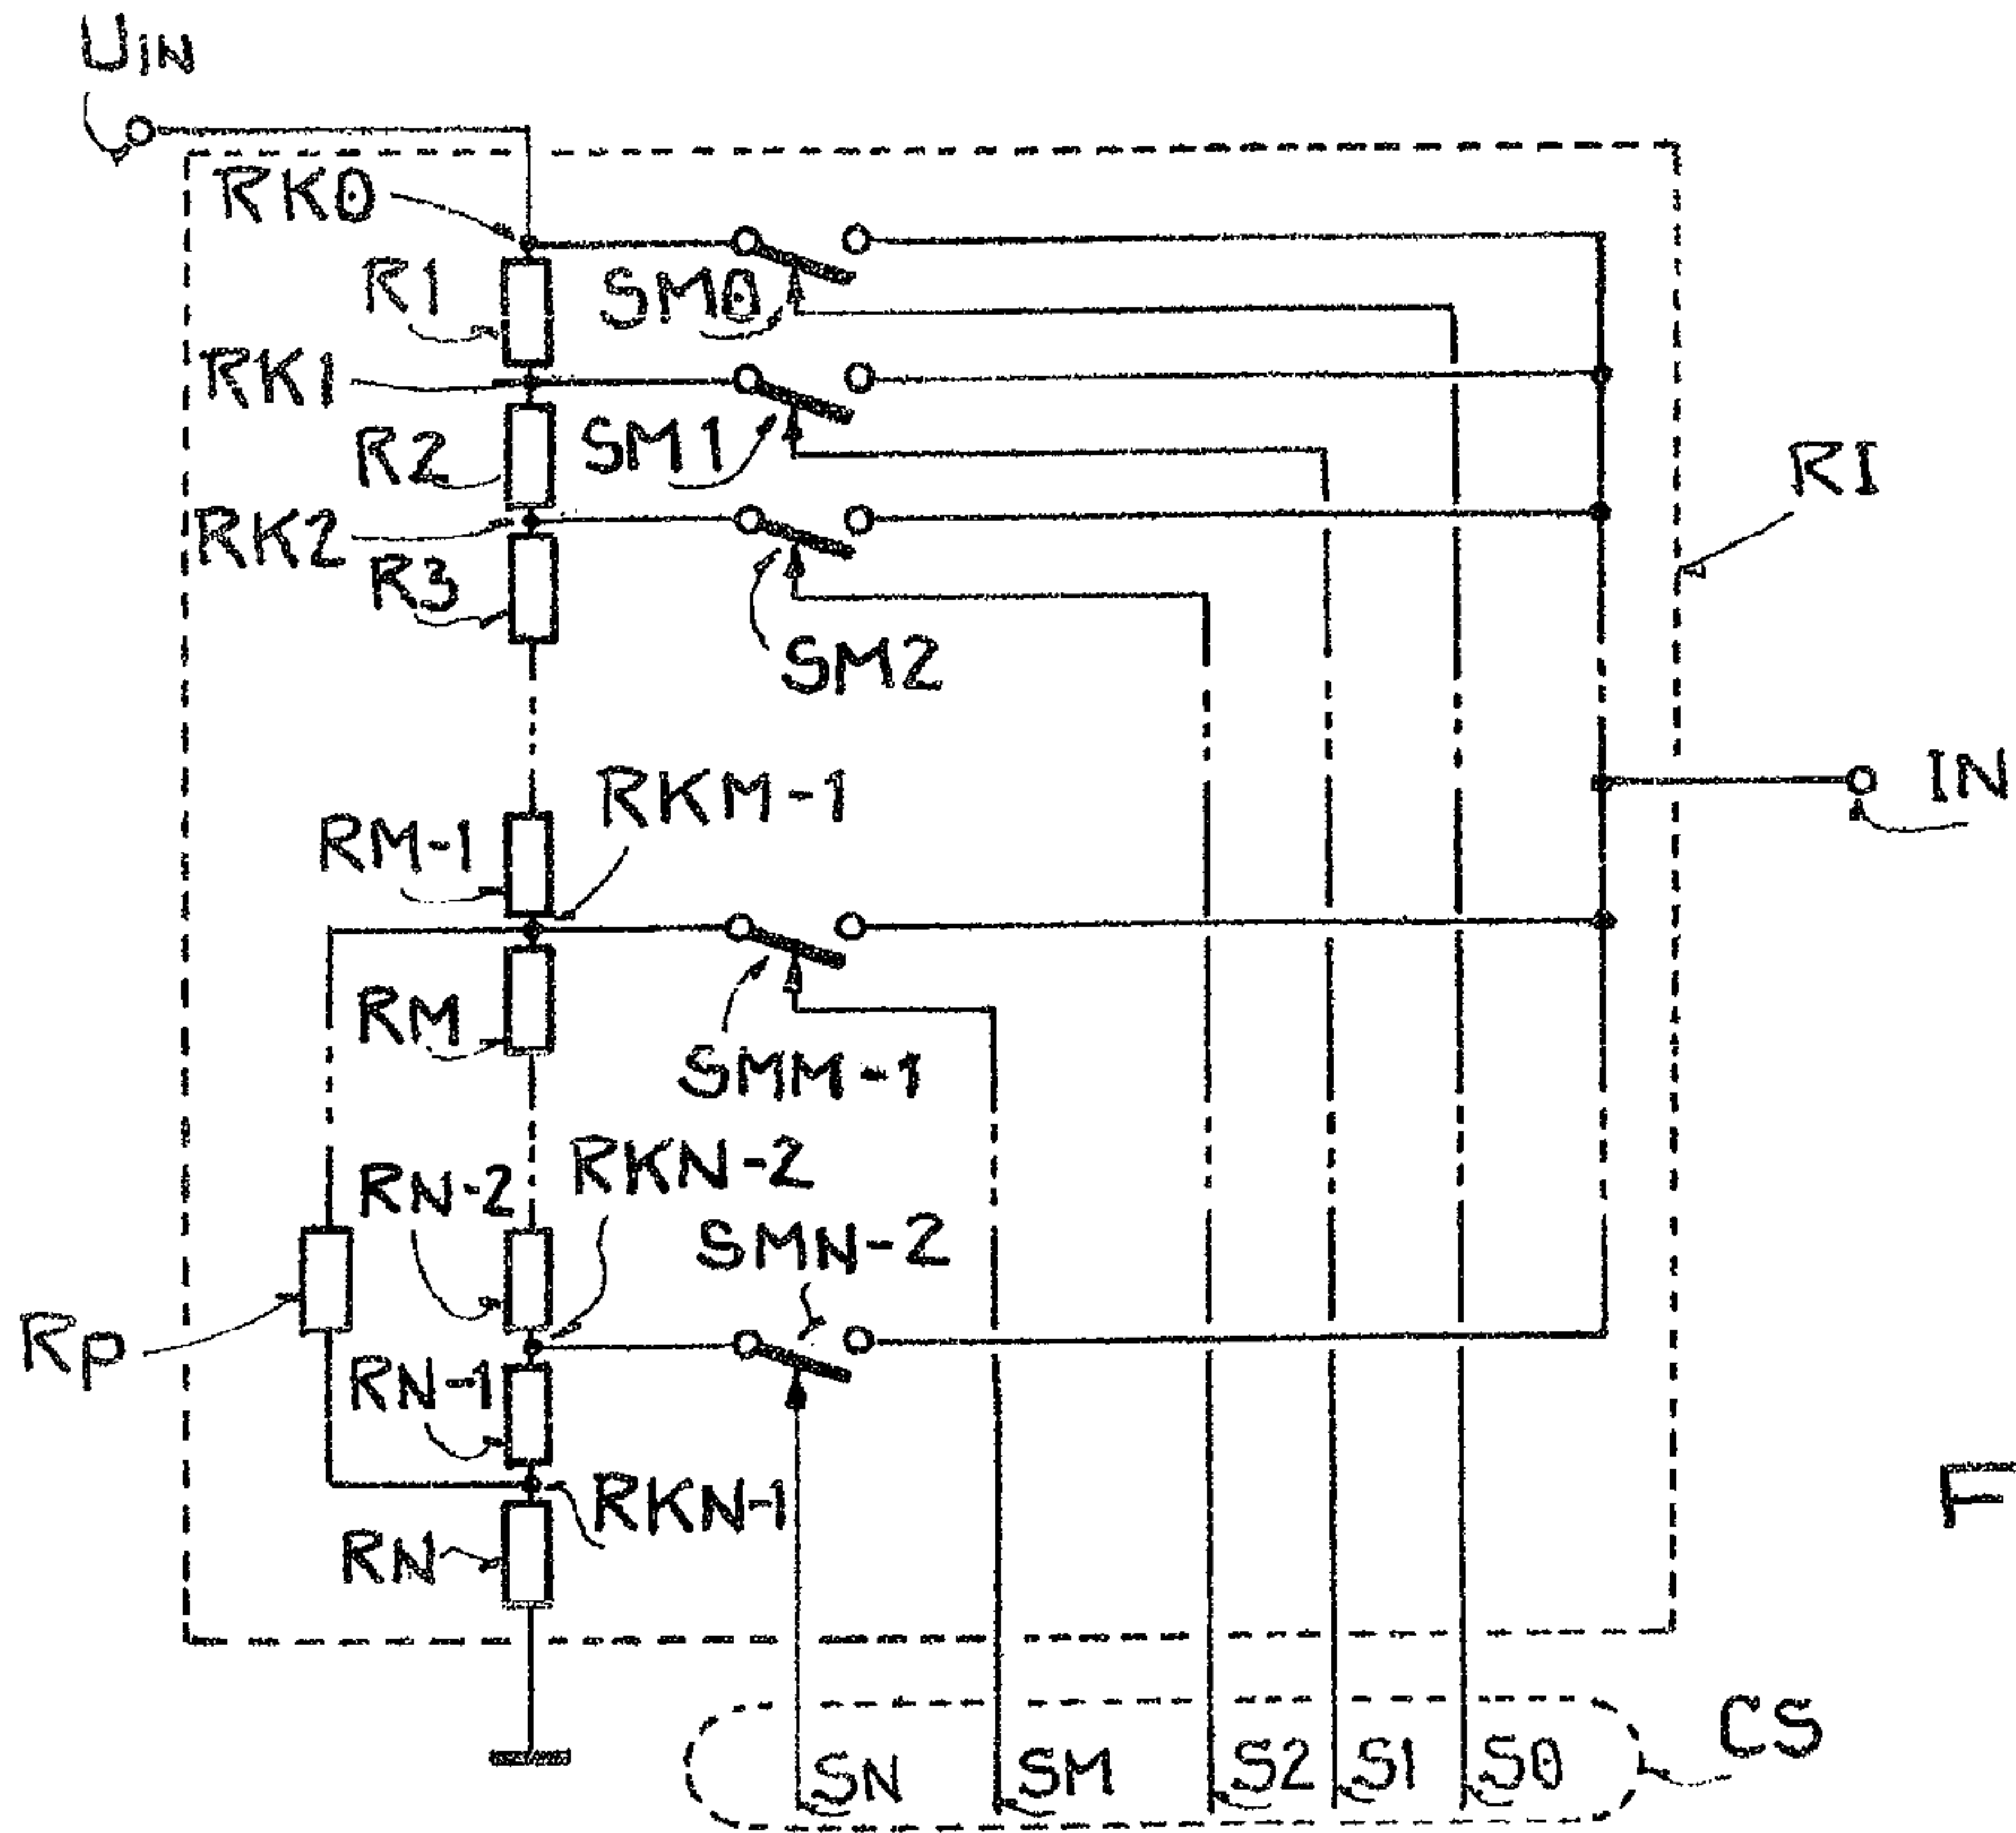 UIN
RK0
R1
SM0
RK1
R2
SM1
RI
RK2
R3
SM2
RKM-1
IN
RM-1
RM
SMM-1
RKN-2
RN-2
SMN-2
RP
RN-1
RKN-1
F
RN
CS
SN
SM
S2
S1
S0